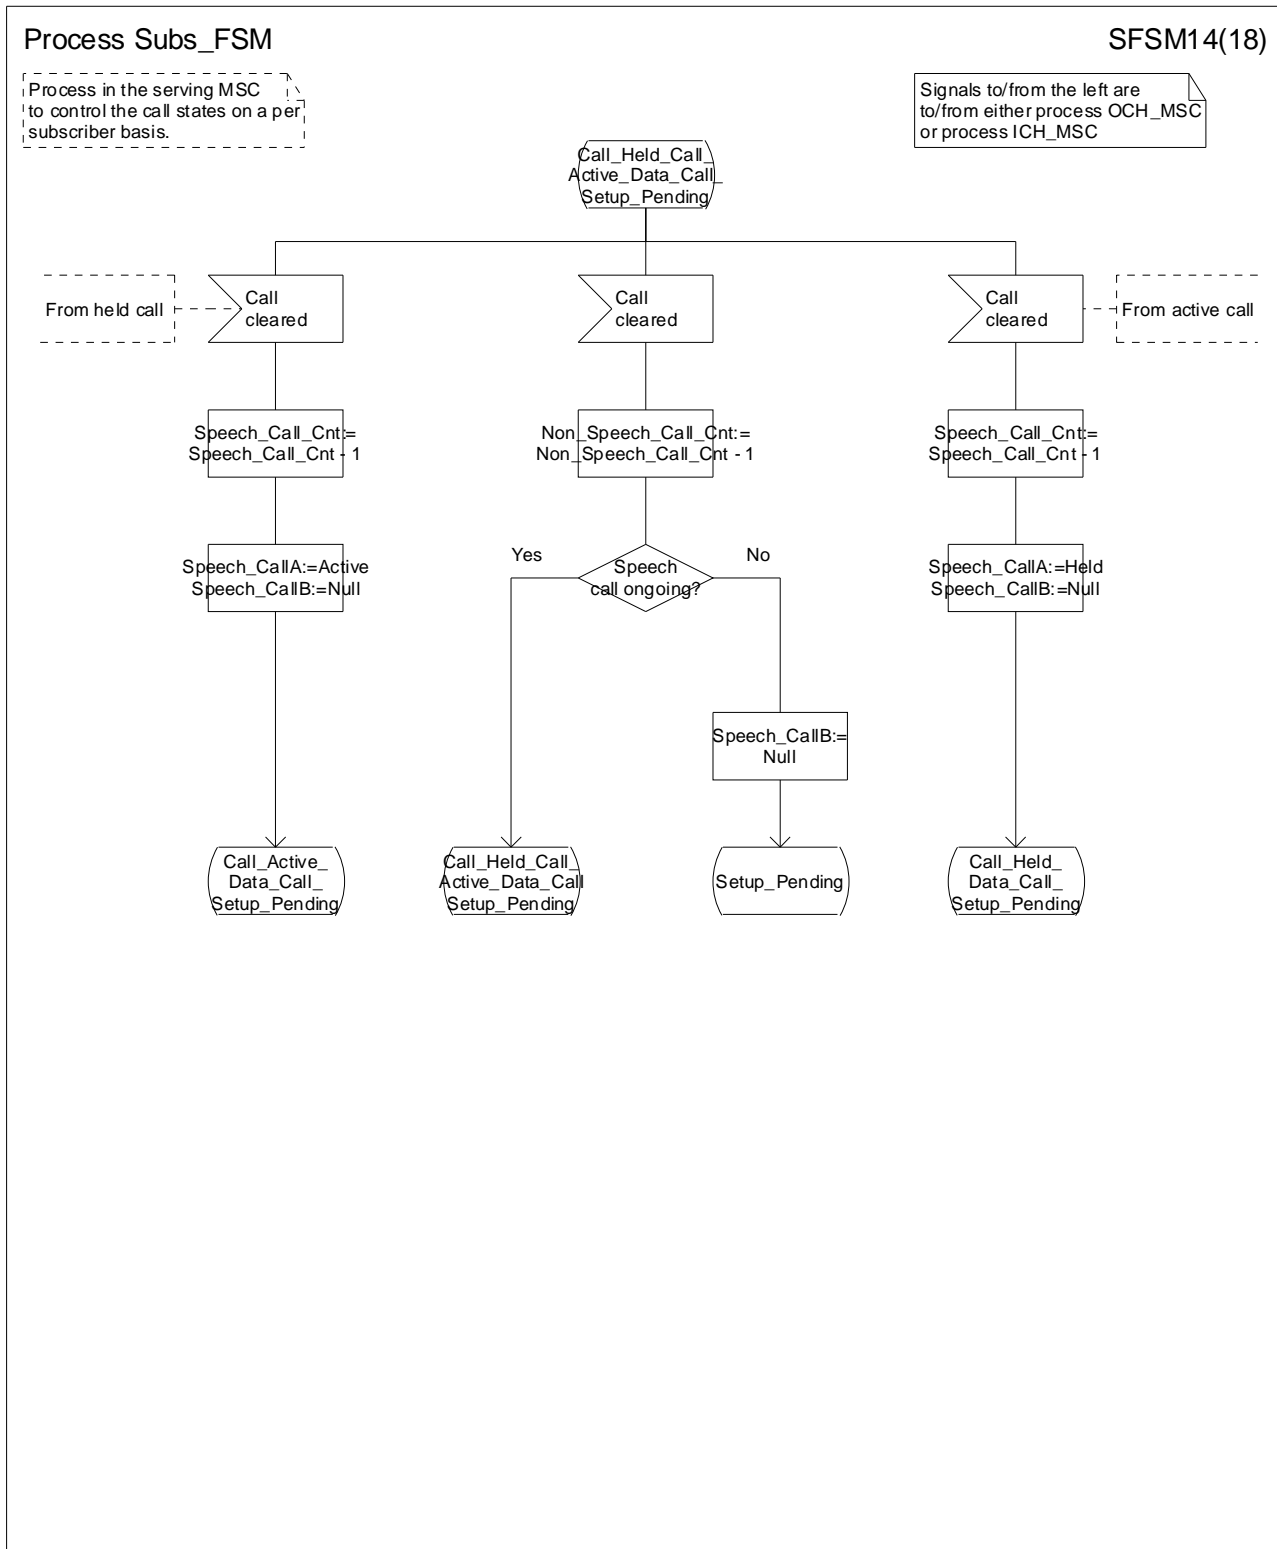 Process Subs_FSM
SFSM14(18)
Process in the serving MSC
to control the call states on a per
subscriber basis.
Signals to/from the left are
to/from either process OCH_MSC
or process ICH_MSC
Call_Held_Call_
Active_Data_Call_
Setup_Pending
From held call
Call
cleared
Call
cleared
Call
cleared
From active call
Speech_Call_Cnt:=
Speech_Call_Cnt - 1
Non_Speech_Call_Cnt:=
Non_Speech_Call_Cnt - 1
Speech_Call_Cnt:=
Speech_Call_Cnt - 1
Speech_CallA:=Active
Speech_CallB:=Null
Yes
Speech
call ongoing?
No
Speech_CallA:=Held
Speech_CallB:=Null
Speech_CallB:=
Null
Call_Active_
Data_Call_
Setup_Pending
Call_Held_Call_
Active_Data_Call
Setup_Pending
Setup_Pending
Call_Held_
Data_Call_
Setup_Pending